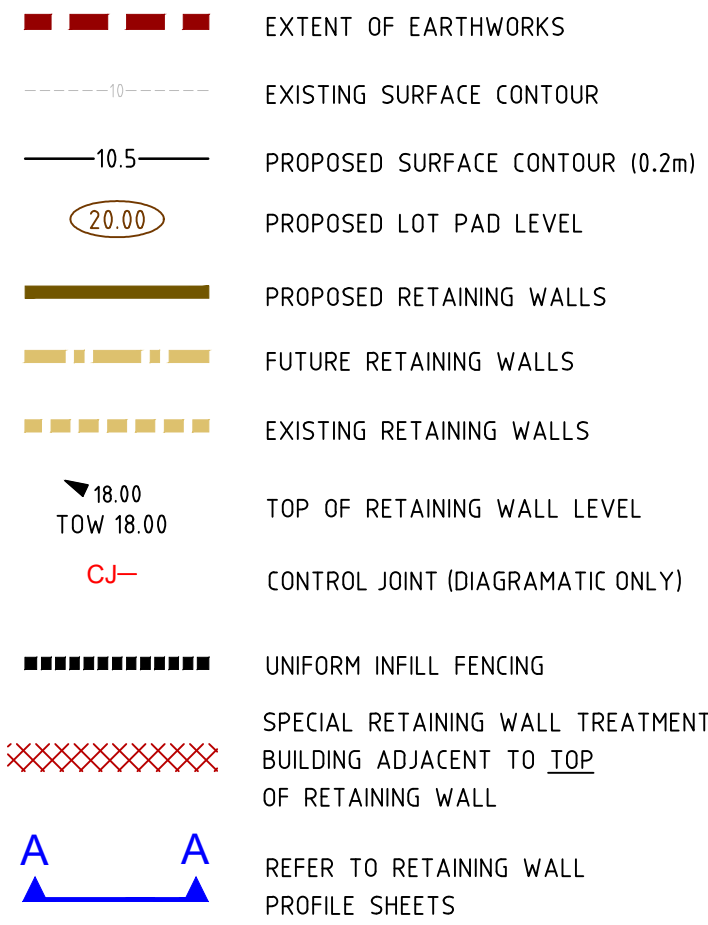 EXTENT OF EARTHWORKS
10 EXISTING SURFACE CONTOUR
10.5 PROPOSED SURFACE CONTOUR (0.2m)
20.00 PROPOSED LOT PAD LEVEL
PROPOSED RETAINING WALLS
FUTURE RETAINING WALLS
EXISTING RETAINING WALLS
18.00
TOW 18.00
TOP OF RETAINING WALL LEVEL
CJ CONTROL JOINT (DIAGRAMATIC ONLY)
UNIFORM INFILL FENCING
SPECIAL RETAINING WALL TREATMENT
BUILDING ADJACENT TO TOP
OF RETAINING WALL
A A
REFER TO RETAINING WALL
PROFILE SHEETS